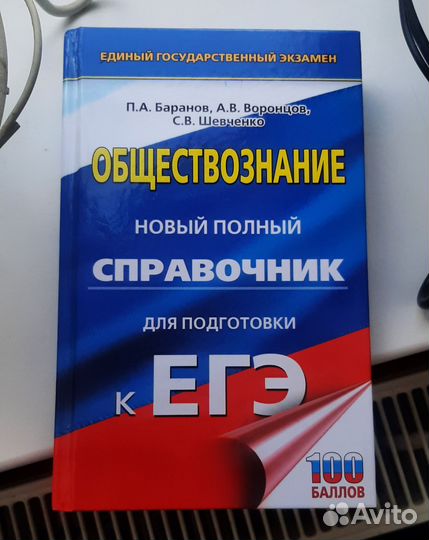 ЕДИНЫЙ ГОСУДАРСТВЕННЫЙ ЭКЗАМЕН
П.А. Баранов, А.В. Воронцов,
С.В. Шевченко
ОБЩЕСТВОЗНАНИЕ
НОВЫЙ ПОЛНЫЙ
СПРАВОЧНИК
ДЛЯ ПОДГОТОВКИ
К ЕГЭ
100
БАЛЛОВ
Avito